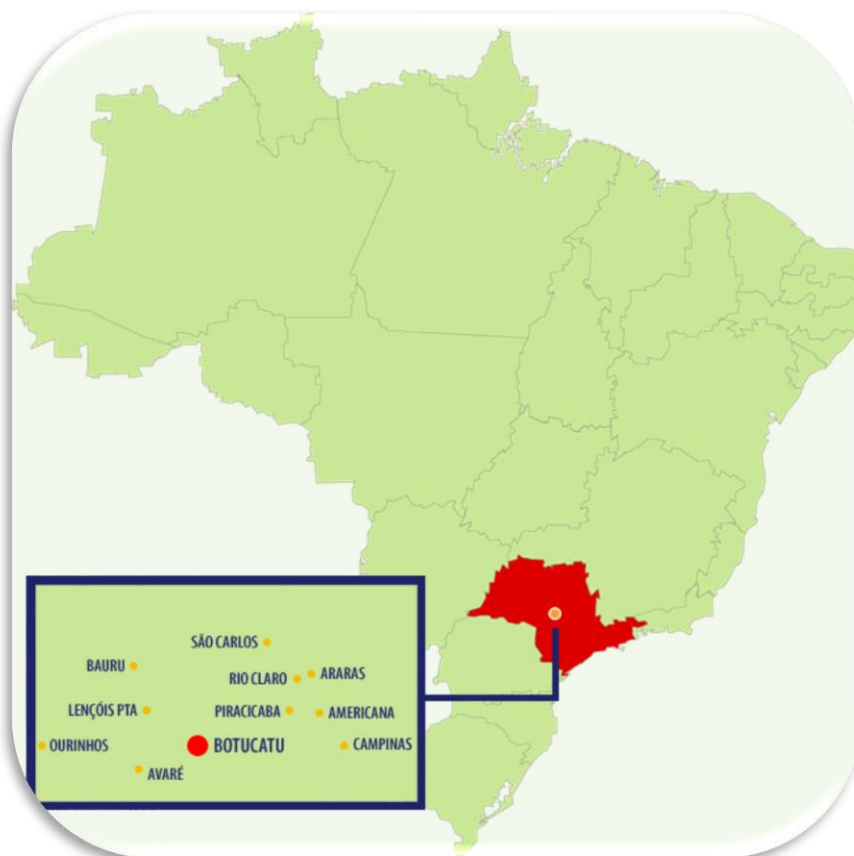 SÃO CARLOS
BAURU
RIO CLARO
ARARAS
LENÇÓIS PTA
PIRACICABA
AMERICANA
OURINHOS
BOTUCATU
CAMPINAS
AVARÉ